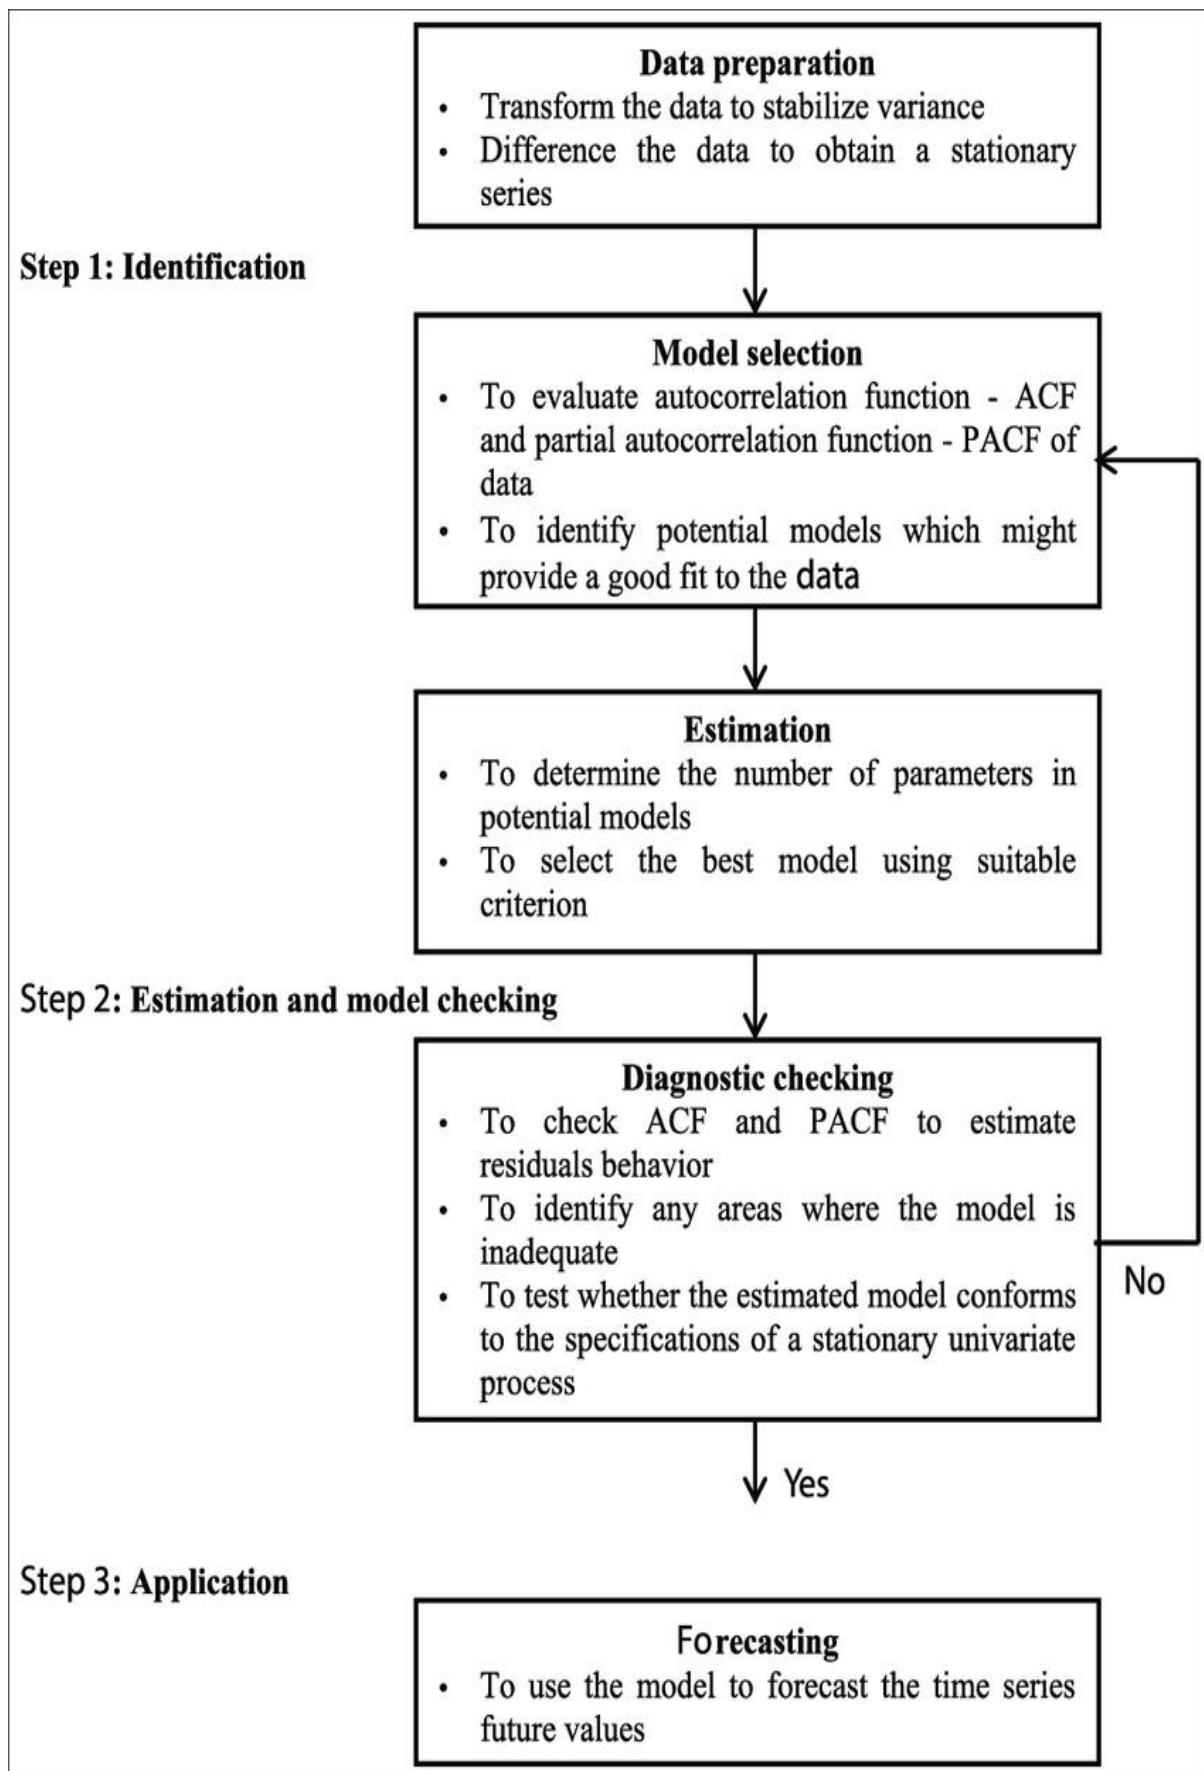 Data preparation
• Transform the data to stabilize variance
• Difference the data to obtain a stationary
series
Step 1: Identification
Model selection
• To evaluate autocorrelation function - ACF
and partial autocorrelation function - PACF of
data
• To identify potential models which might
provide a good fit to the data
Estimation
• To determine the number of parameters in
potential models
• To select the best model using suitable
criterion
Step 2: Estimation and model checking
Diagnostic checking
• To check ACF and PACF to estimate
residuals behavior
• To identify any areas where the model is
inadequate
No
• To test whether the estimated model conforms
to the specifications of a stationary univariate
process
Yes
Step 3: Application
Forecasting
• To use the model to forecast the time series
future values